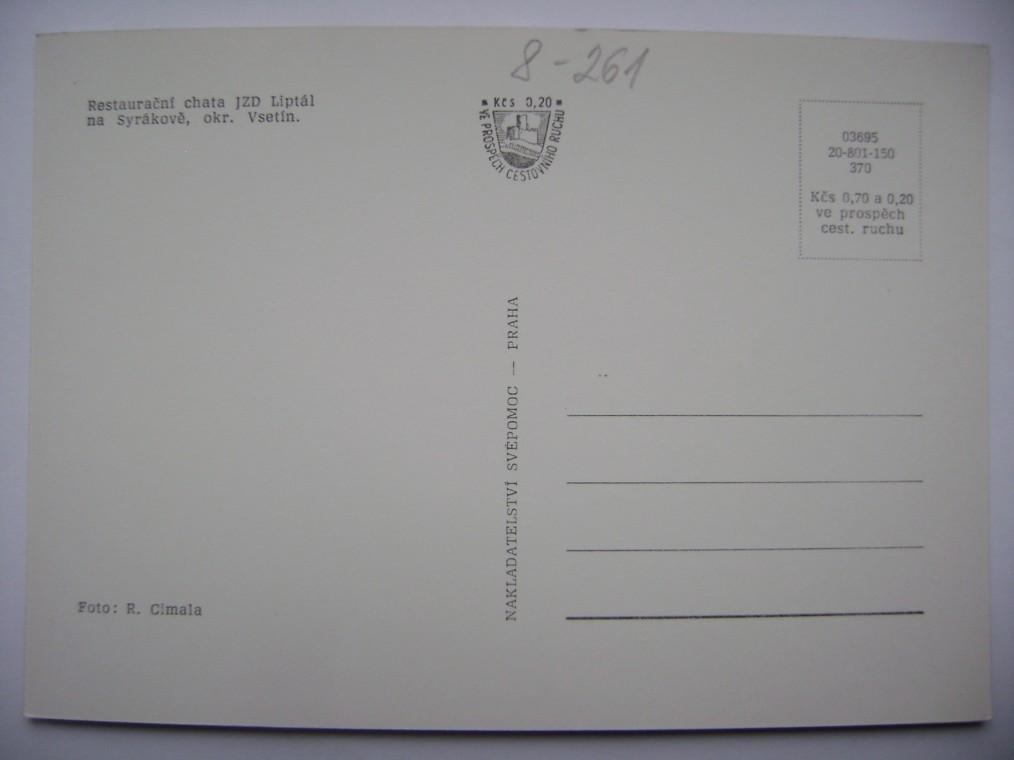 8-261
Restaurační chata JZD Liptál
na Syrákově, okr. Vsetín.
Kčs 0,20
VE PROSPĚCH CESTOVNÍHO RUCHU
03695
20-801-150
370
Kčs 0,70 a 0,20
ve prospěch
cest. ruchu
NAKLADATELSTVÍ SVÉPOMOC — PRAHA
Foto: R. Cimala